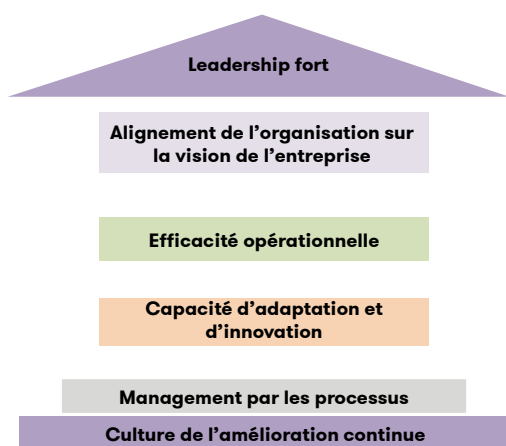 Leadership fort
Alignement de l’organisation sur
la vision de l’entreprise
Efficacité opérationnelle
Capacité d’adaptation et
d’innovation
Management par les processus
Culture de l’amélioration continue